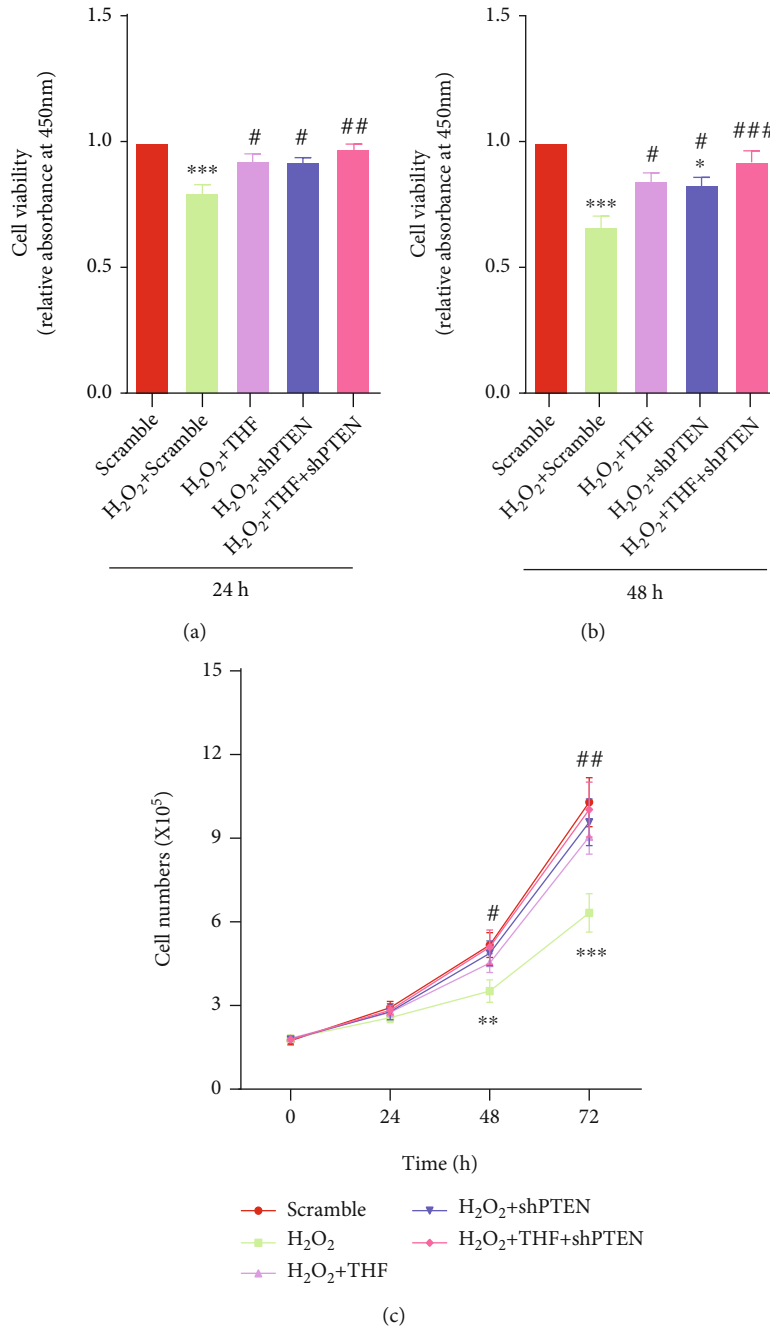 1.5
1.0
0.5
0.0
Cell viability
(relative absorbance at 450nm)
***
#
#
##
Scramble
H₂O₂+Scramble
H₂O₂+THF
H₂O₂+shPTEN
H₂O₂+THF+shPTEN
24 h
(a)
1.5
1.0
0.5
0.0
Cell viability
(relative absorbance at 450nm)
***
#
#
*
###
Scramble
H₂O₂+Scramble
H₂O₂+THF
H₂O₂+shPTEN
H₂O₂+THF+shPTEN
48 h
(b)
15
12
9
6
3
0
Cell numbers (X10⁵)
#
**
##
***
0 24 48 72
Time (h)
Scramble
H₂O₂
H₂O₂+THF
H₂O₂+shPTEN
H₂O₂+THF+shPTEN
(c)